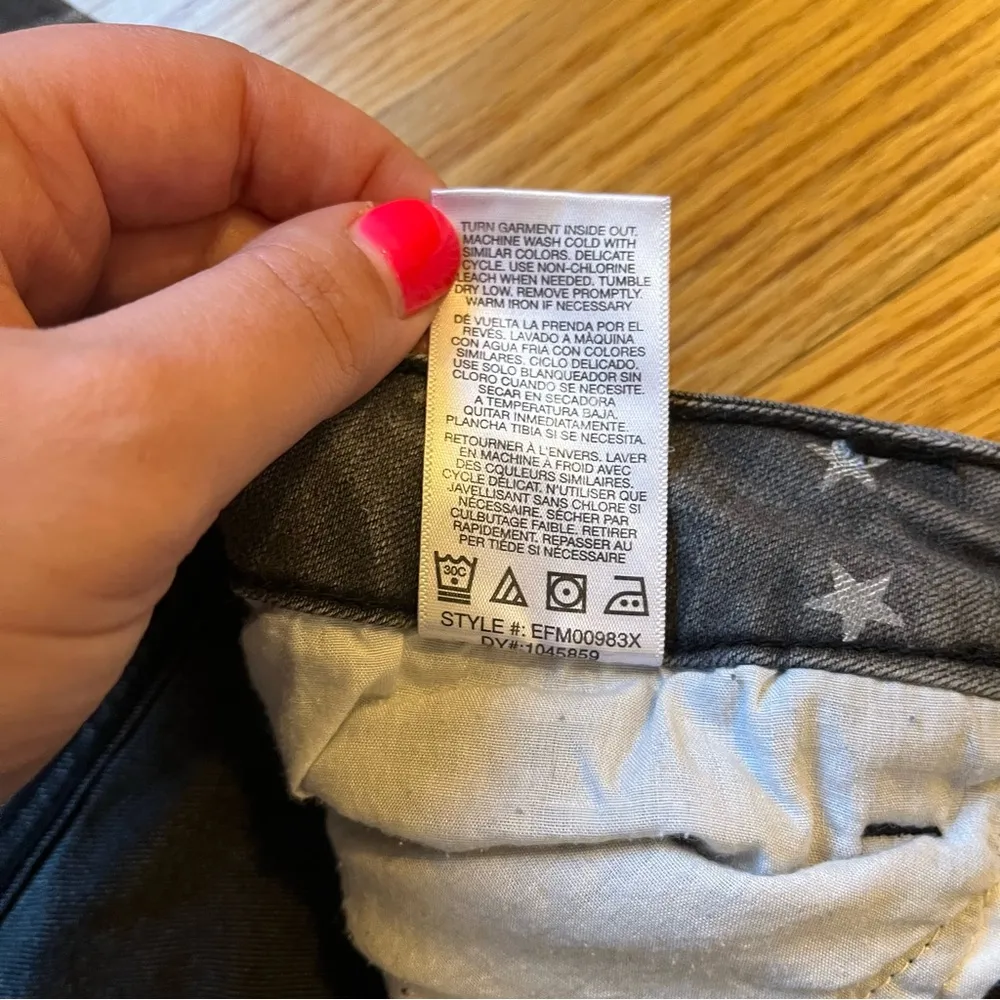 TURN GARMENT INSIDE OUT.
MACHINE WASH COLD WITH
SIMILAR COLORS. DELICATE
CYCLE. USE NON-CHLORINE
LEACH WHEN NEEDED. TUMBLE
DRY LOW. REMOVE PROMPTLY.
WARM IRON IF NECESSARY
DÉ VUELTA LA PRENDA POR EL
REVÉS. LAVADO A MÁQUINA
CON AGUA FRIA CON COLORES
SIMILARES. CICLO DELICADO.
USE SOLO BLANQUEADOR SIN
CLORO CUANDO SE NECESITE.
SECAR EN SECADORA
A TEMPERATURA BAJA.
QUITAR INMEDIATAMENTE.
PLANCHA TIBIA SI SE NECESITA.
RETOURNER À L'ENVERS. LAVER
EN MACHINE À FROID AVEC
DES COULEURS SIMILAIRES.
CYCLE DÉLICAT. N'UTILISER QUE
JAVELLISANT SANS CHLORE SI
NÉCESSAIRE. SÉCHER PAR
CULBUTAGE FAIBLE. RETIRER
RAPIDEMENT. REPASSER AU
PER TIÈDE SI NÉCESSAIRE
30C
STYLE #: EFM00983X
DY#:1045859